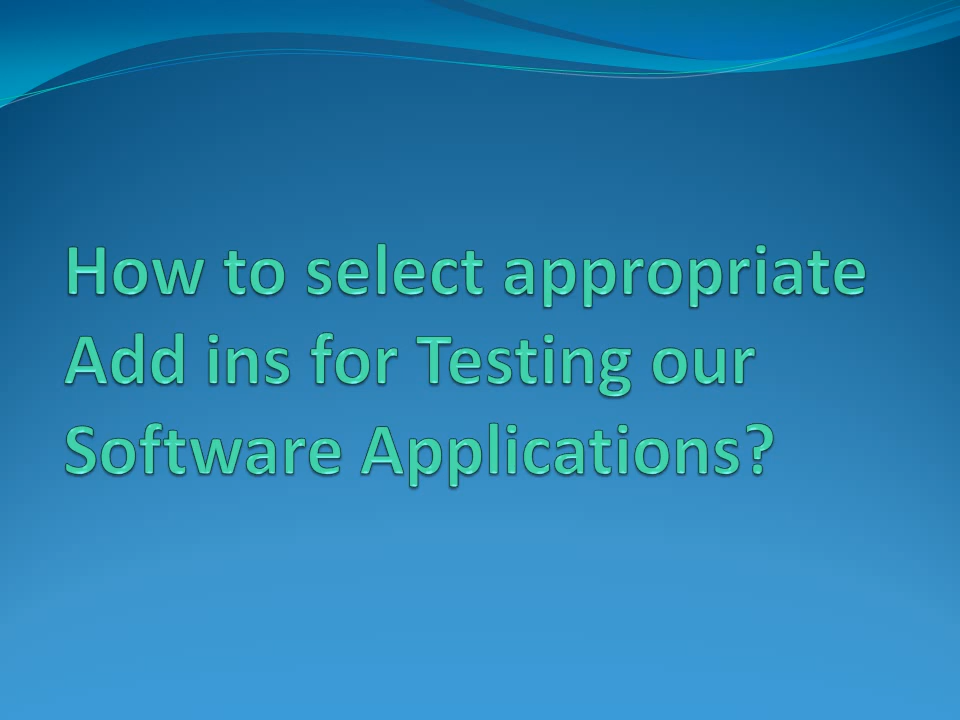 How to select appropriate
Add ins for Testing our
Software Applications?